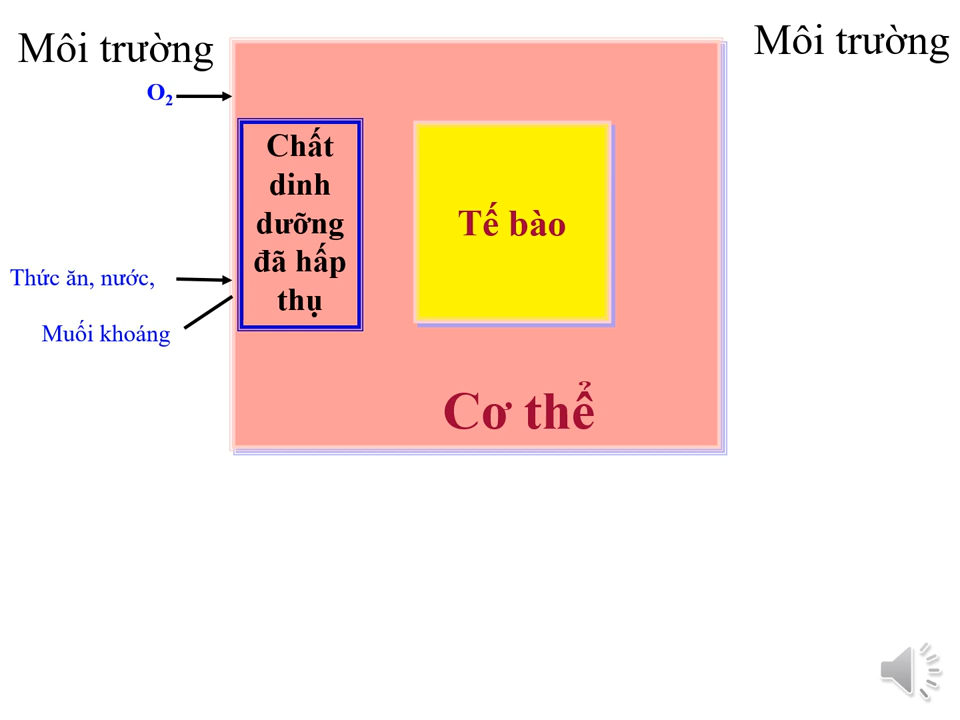 Môi trường
Môi trường
O₂
Chất
dinh
dưỡng
đã hấp
thụ
Tế bào
Thức ăn, nước,
Muối khoáng
Cơ thể